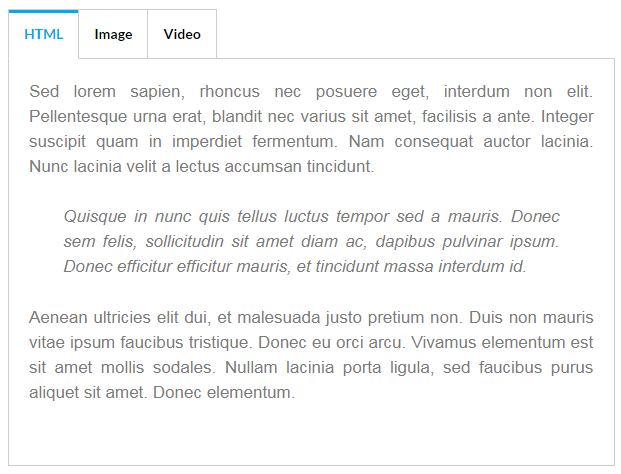 HTML Image Video
Sed lorem sapien, rhoncus nec posuere eget, interdum non elit.
Pellentesque urna erat, blandit nec varius sit amet, facilisis a ante. Integer
suscipit quam in imperdiet fermentum. Nam consequat auctor lacinia.
Nunc lacinia velit a lectus accumsan tincidunt.
Quisque in nunc quis tellus luctus tempor sed a mauris. Donec
sem felis, sollicitudin sit amet diam ac, dapibus pulvinar ipsum.
Donec efficitur efficitur mauris, et tincidunt massa interdum id.
Aenean ultricies elit dui, et malesuada justo pretium non. Duis non mauris
vitae ipsum faucibus tristique. Donec eu orci arcu. Vivamus elementum est
sit amet mollis sodales. Nullam lacinia porta ligula, sed faucibus purus
aliquet sit amet. Donec elementum.